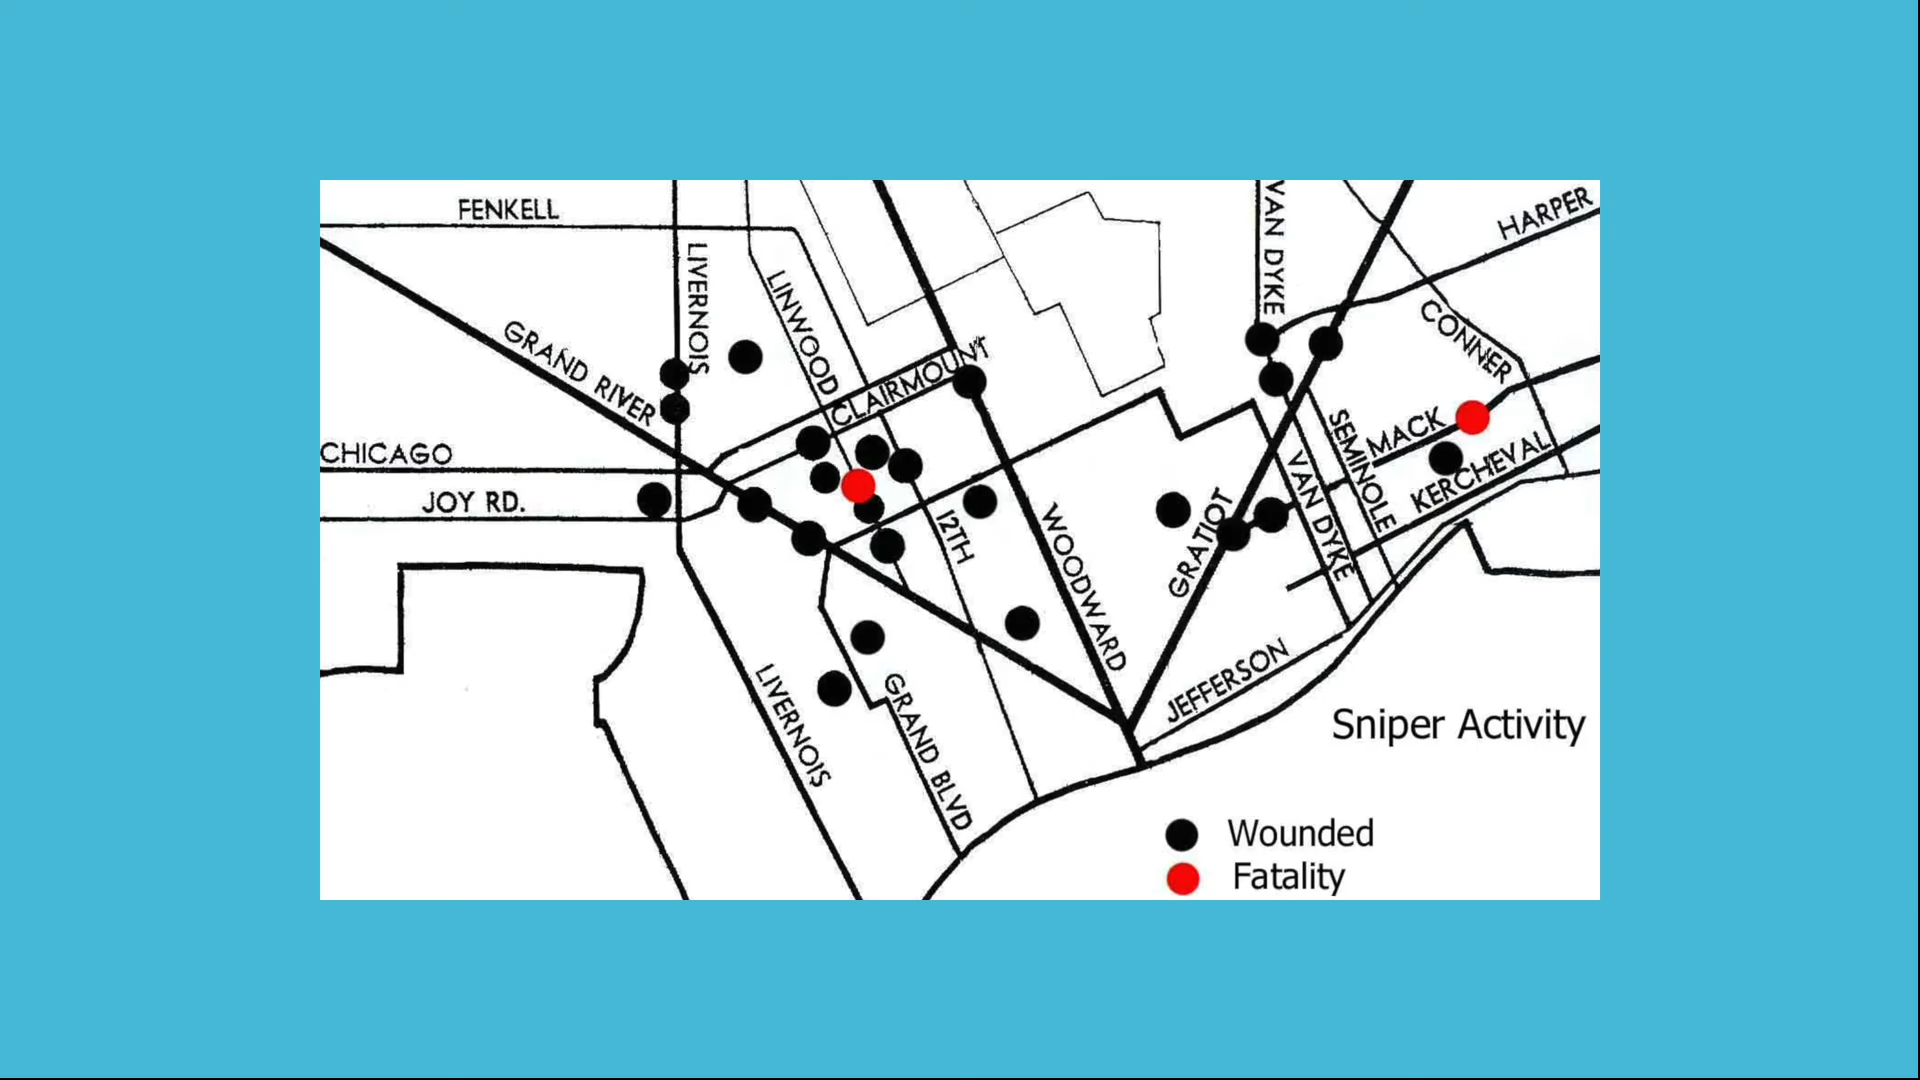 FENKELL
LIVERNOIS
LINWOOD
VAN DYKE
HARPER
GRAND RIVER
CONNER
CLAIRMOUNT
CHICAGO
JOY RD.
MACK
SEMINOLE
KERCHEVAL
12TH
WOODWARD
GRATIOT
VAN DYKE
LIVERNOIS
GRAND BLVD
JEFFERSON
Sniper Activity
Wounded
Fatality